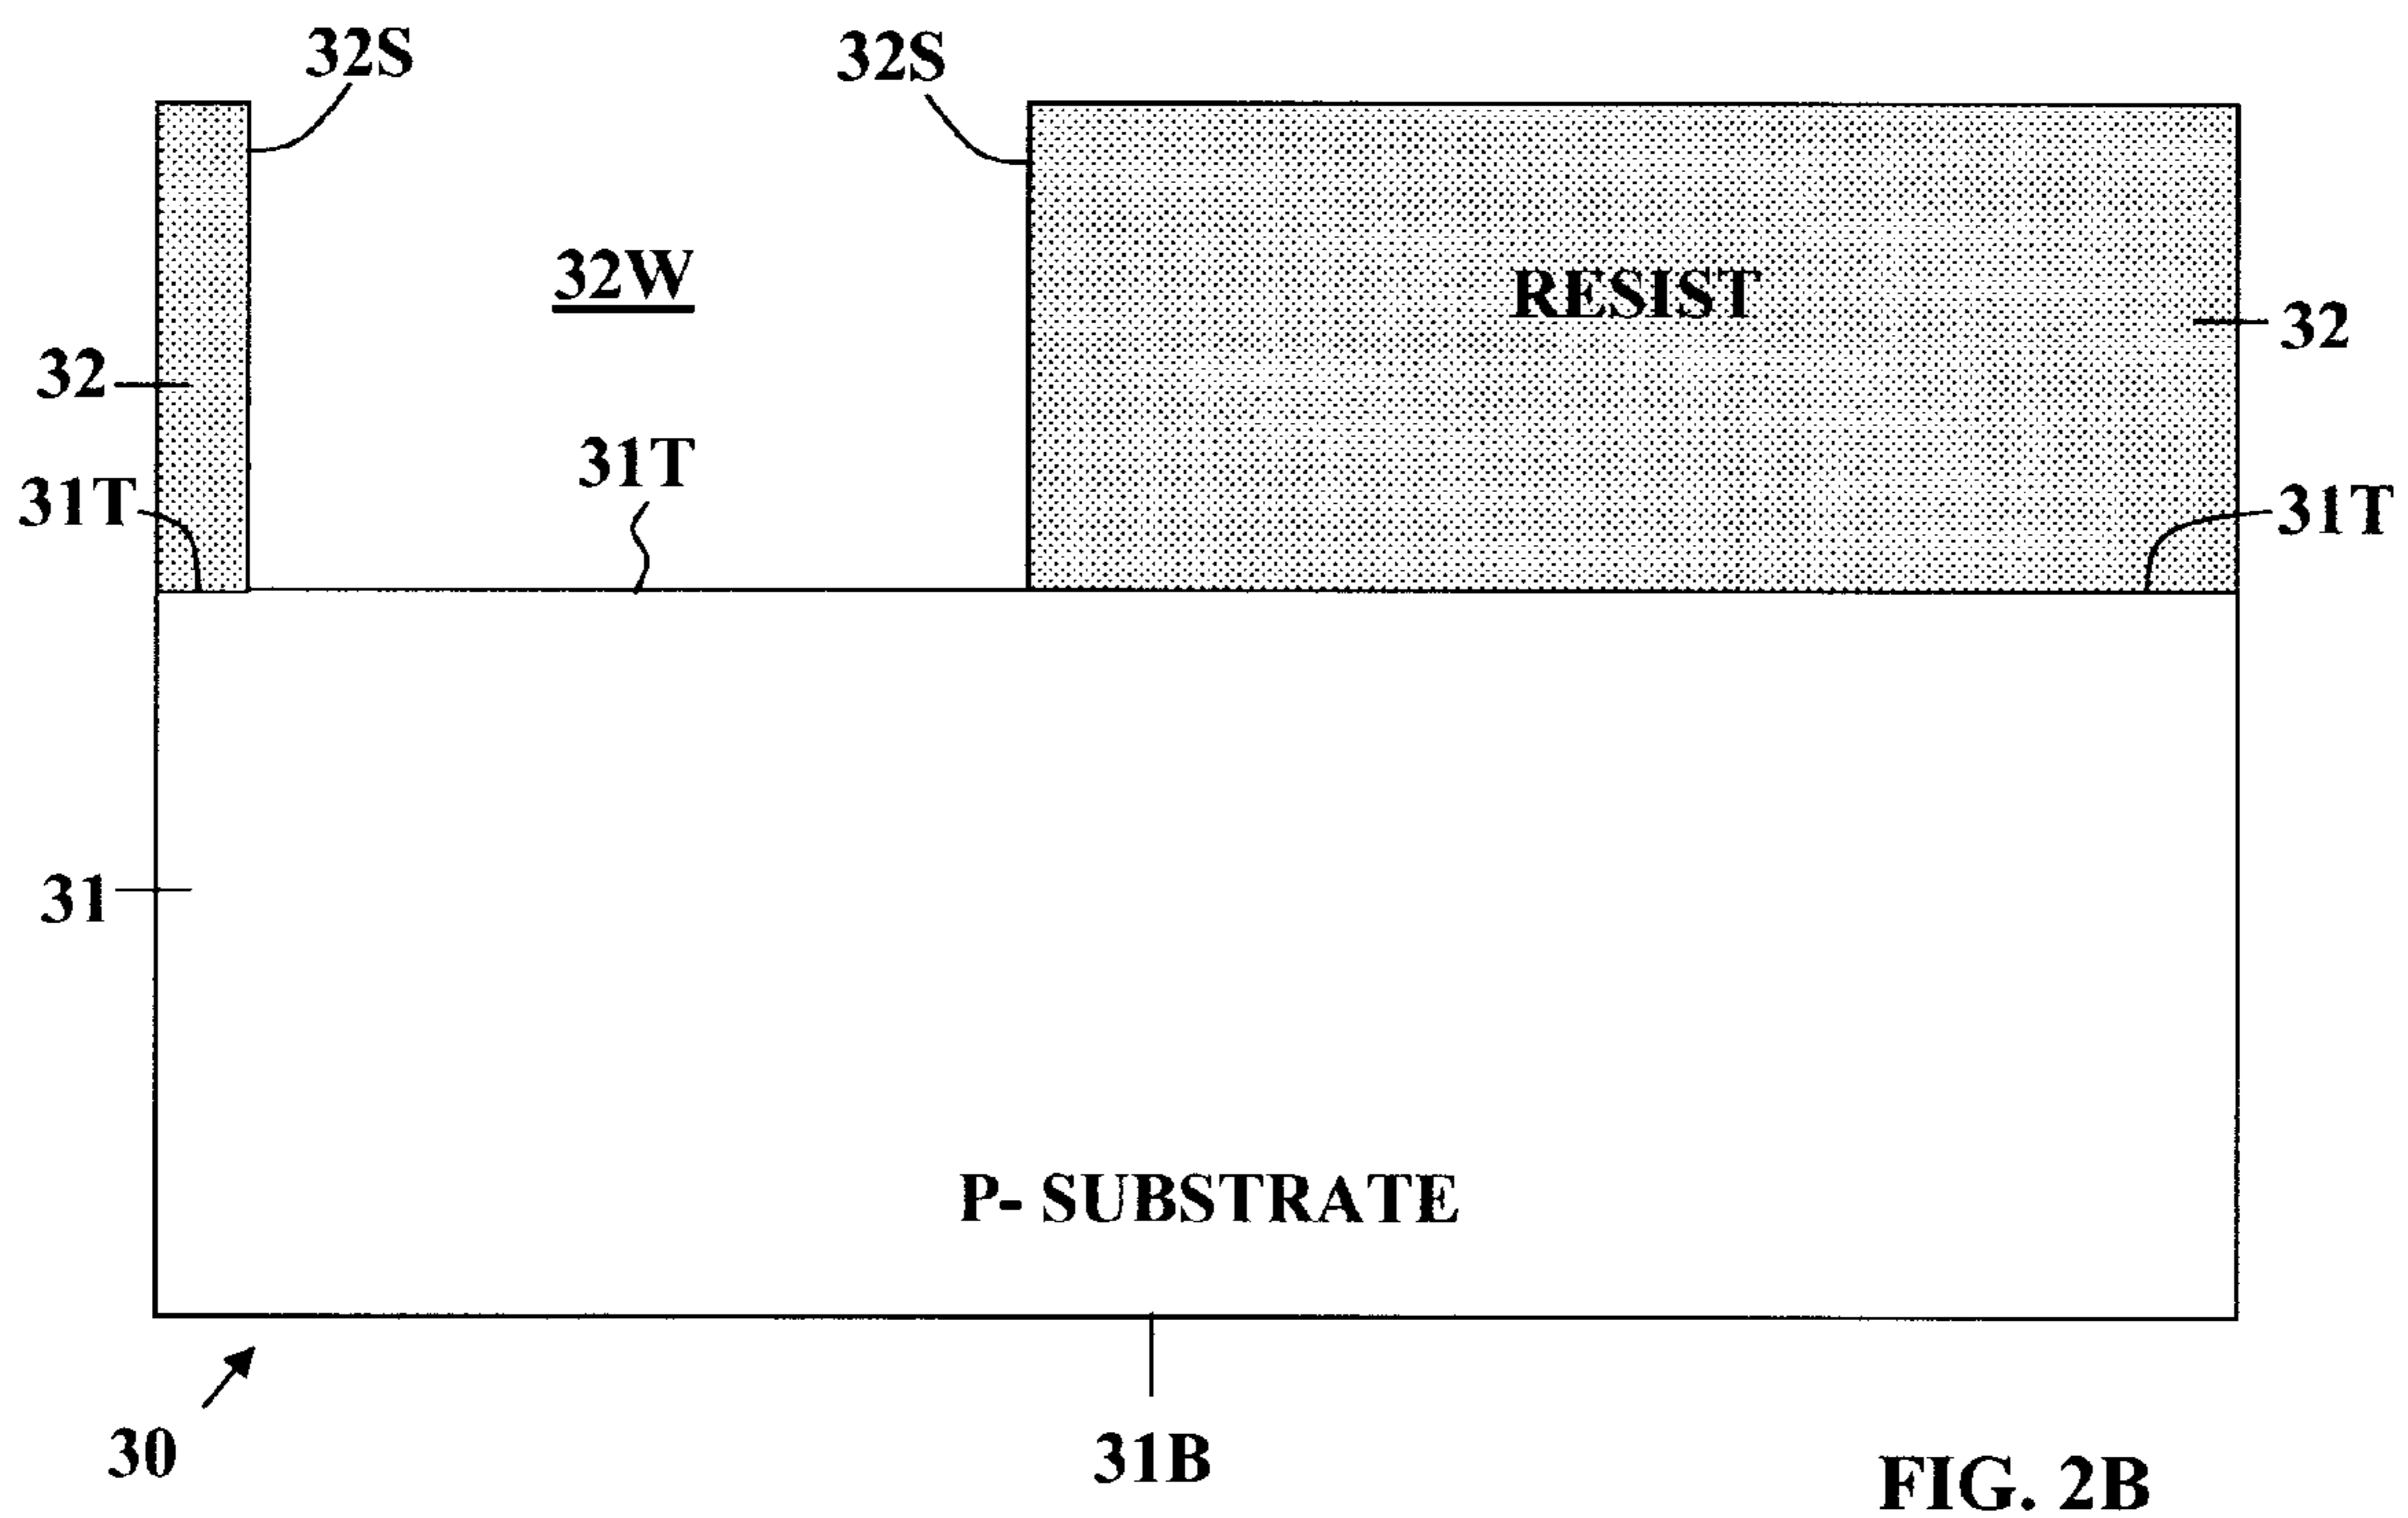 32S
32S
32W
RESIST
32
32
31T
31T
31T
31
P- SUBSTRATE
30
31B
FIG. 2B